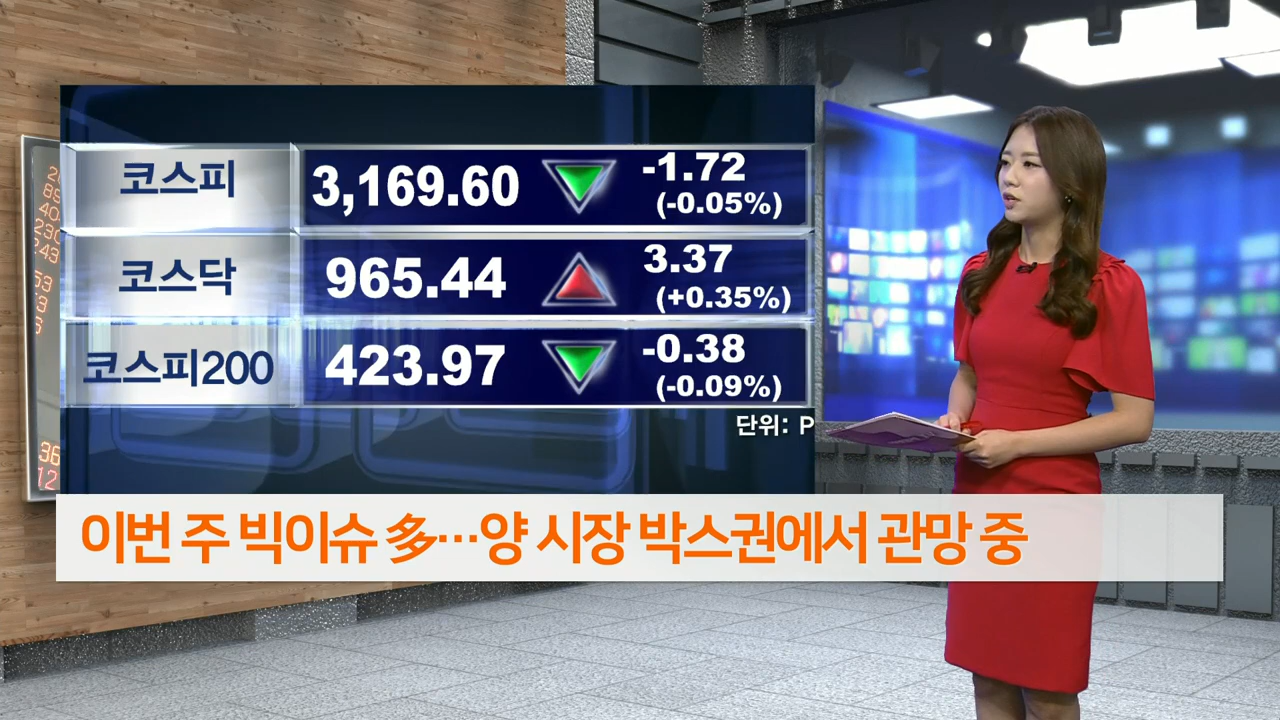 코스피 3,169.60 -1.72 (-0.05%)
코스닥 965.44 3.37 (+0.35%)
코스피200 423.97 -0.38 (-0.09%)
단위: P
이번 주 빅이슈 多…양 시장 박스권에서 관망 중